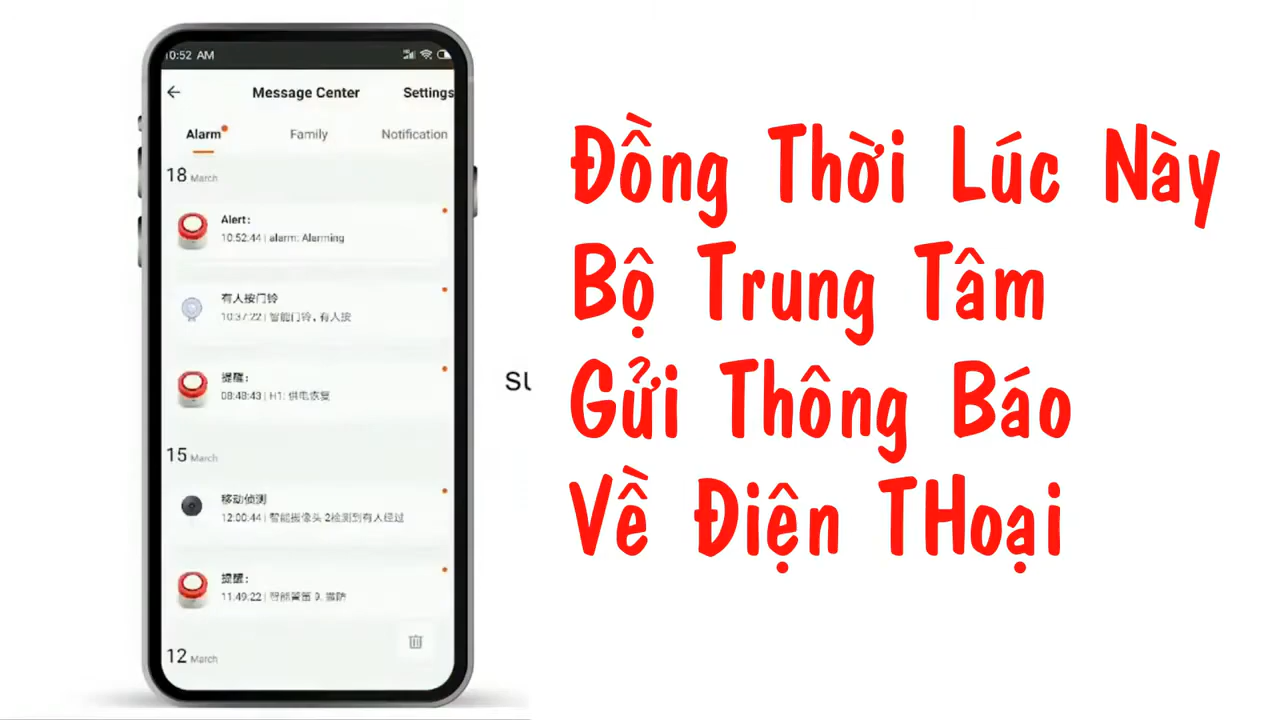 10:52 AM
Message Center
Settings
Alarm
Family
Notification
18 March
Alert:
10:52:44 | alarm: Alarming
有人按门铃
10:37:22 | 智能门铃，有人按
提醒:
08:48:43 | H1: 供电恢复
15 March
移动侦测
12:00:44 | 智能摄像头 2检测到有人经过
提醒:
11:49:22 | 智能警笛 9. 撤防
12 March
SU
Đồng Thời Lúc Này
Bộ Trung Tâm
Gửi Thông Báo
Về Điện THoại